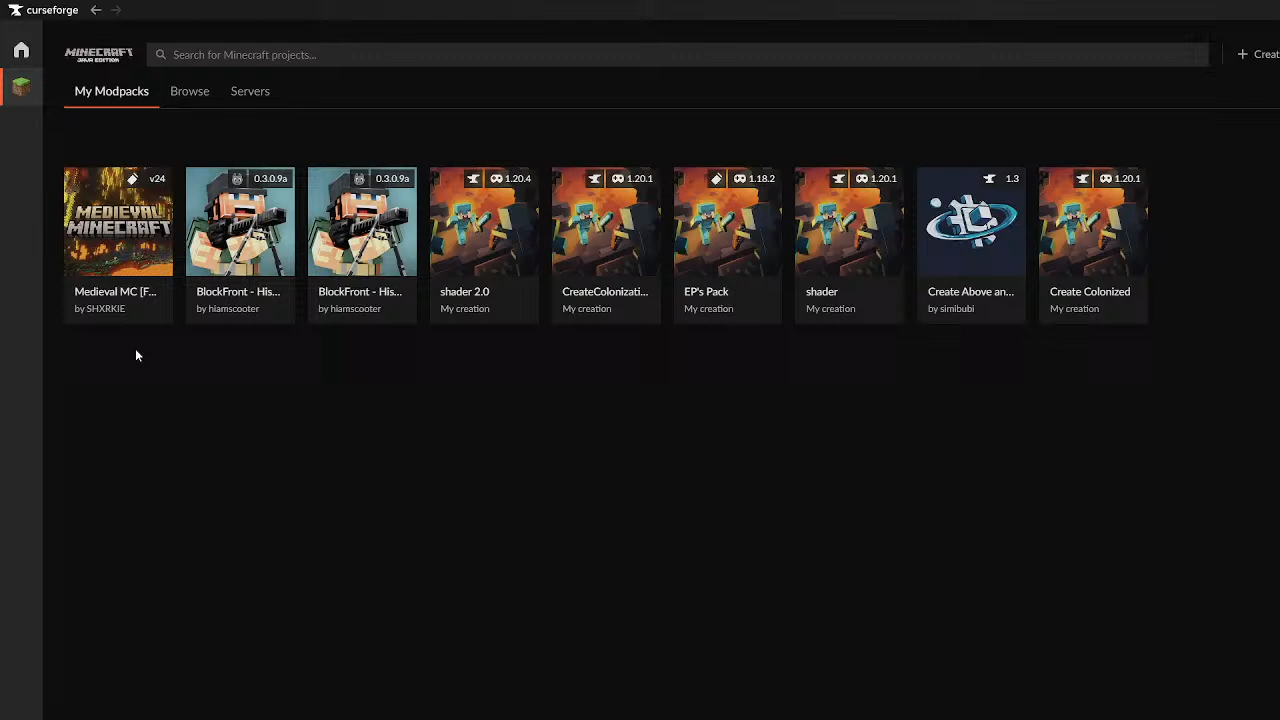 curseforge
MINECRAFT
JAVA EDITION
Search for Minecraft projects...
Creat
My Modpacks Browse Servers
v24 0.3.0.9a 0.3.0.9a 1.20.4 1.20.1 1.18.2 1.20.1 1.3 1.20.1
MEDIEVAL
MINECRAFT
Medieval MC [F... BlockFront - His... BlockFront - His... shader 2.0 CreateColonizati... EP's Pack shader Create Above an... Create Colonized
by SHXRKIE by hiamscooter by hiamscooter My creation My creation My creation My creation by simibubi My creation